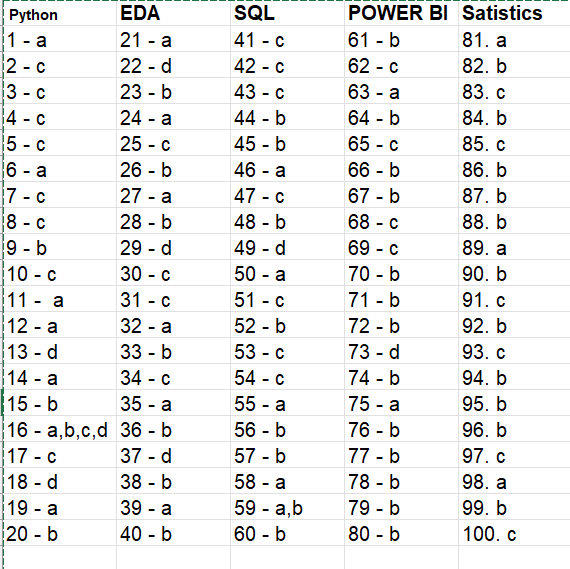 Python EDA SQL POWER BI Satistics
1 - a 21 - a 41 - c 61 - b 81. a
2 - c 22 - d 42 - c 62 - c 82. b
3 - c 23 - b 43 - c 63 - a 83. c
4 - c 24 - a 44 - b 64 - b 84. b
5 - c 25 - c 45 - b 65 - c 85. c
6 - a 26 - b 46 - a 66 - b 86. b
7 - c 27 - a 47 - c 67 - b 87. b
8 - c 28 - b 48 - b 68 - c 88. b
9 - b 29 - d 49 - d 69 - c 89. a
10 - c 30 - c 50 - a 70 - b 90. b
11 -  a 31 - c 51 - c 71 - b 91. c
12 - a 32 - a 52 - b 72 - b 92. b
13 - d 33 - b 53 - c 73 - d 93. c
14 - a 34 - c 54 - c 74 - b 94. b
15 - b 35 - a 55 - a 75 - a 95. b
16 - a,b,c,d 36 - b 56 - b 76 - b 96. b
17 - c 37 - d 57 - b 77 - b 97. c
18 - d 38 - b 58 - a 78 - b 98. a
19 - a 39 - a 59 - a,b 79 - b 99. b
20 - b 40 - b 60 - b 80 - b 100. c